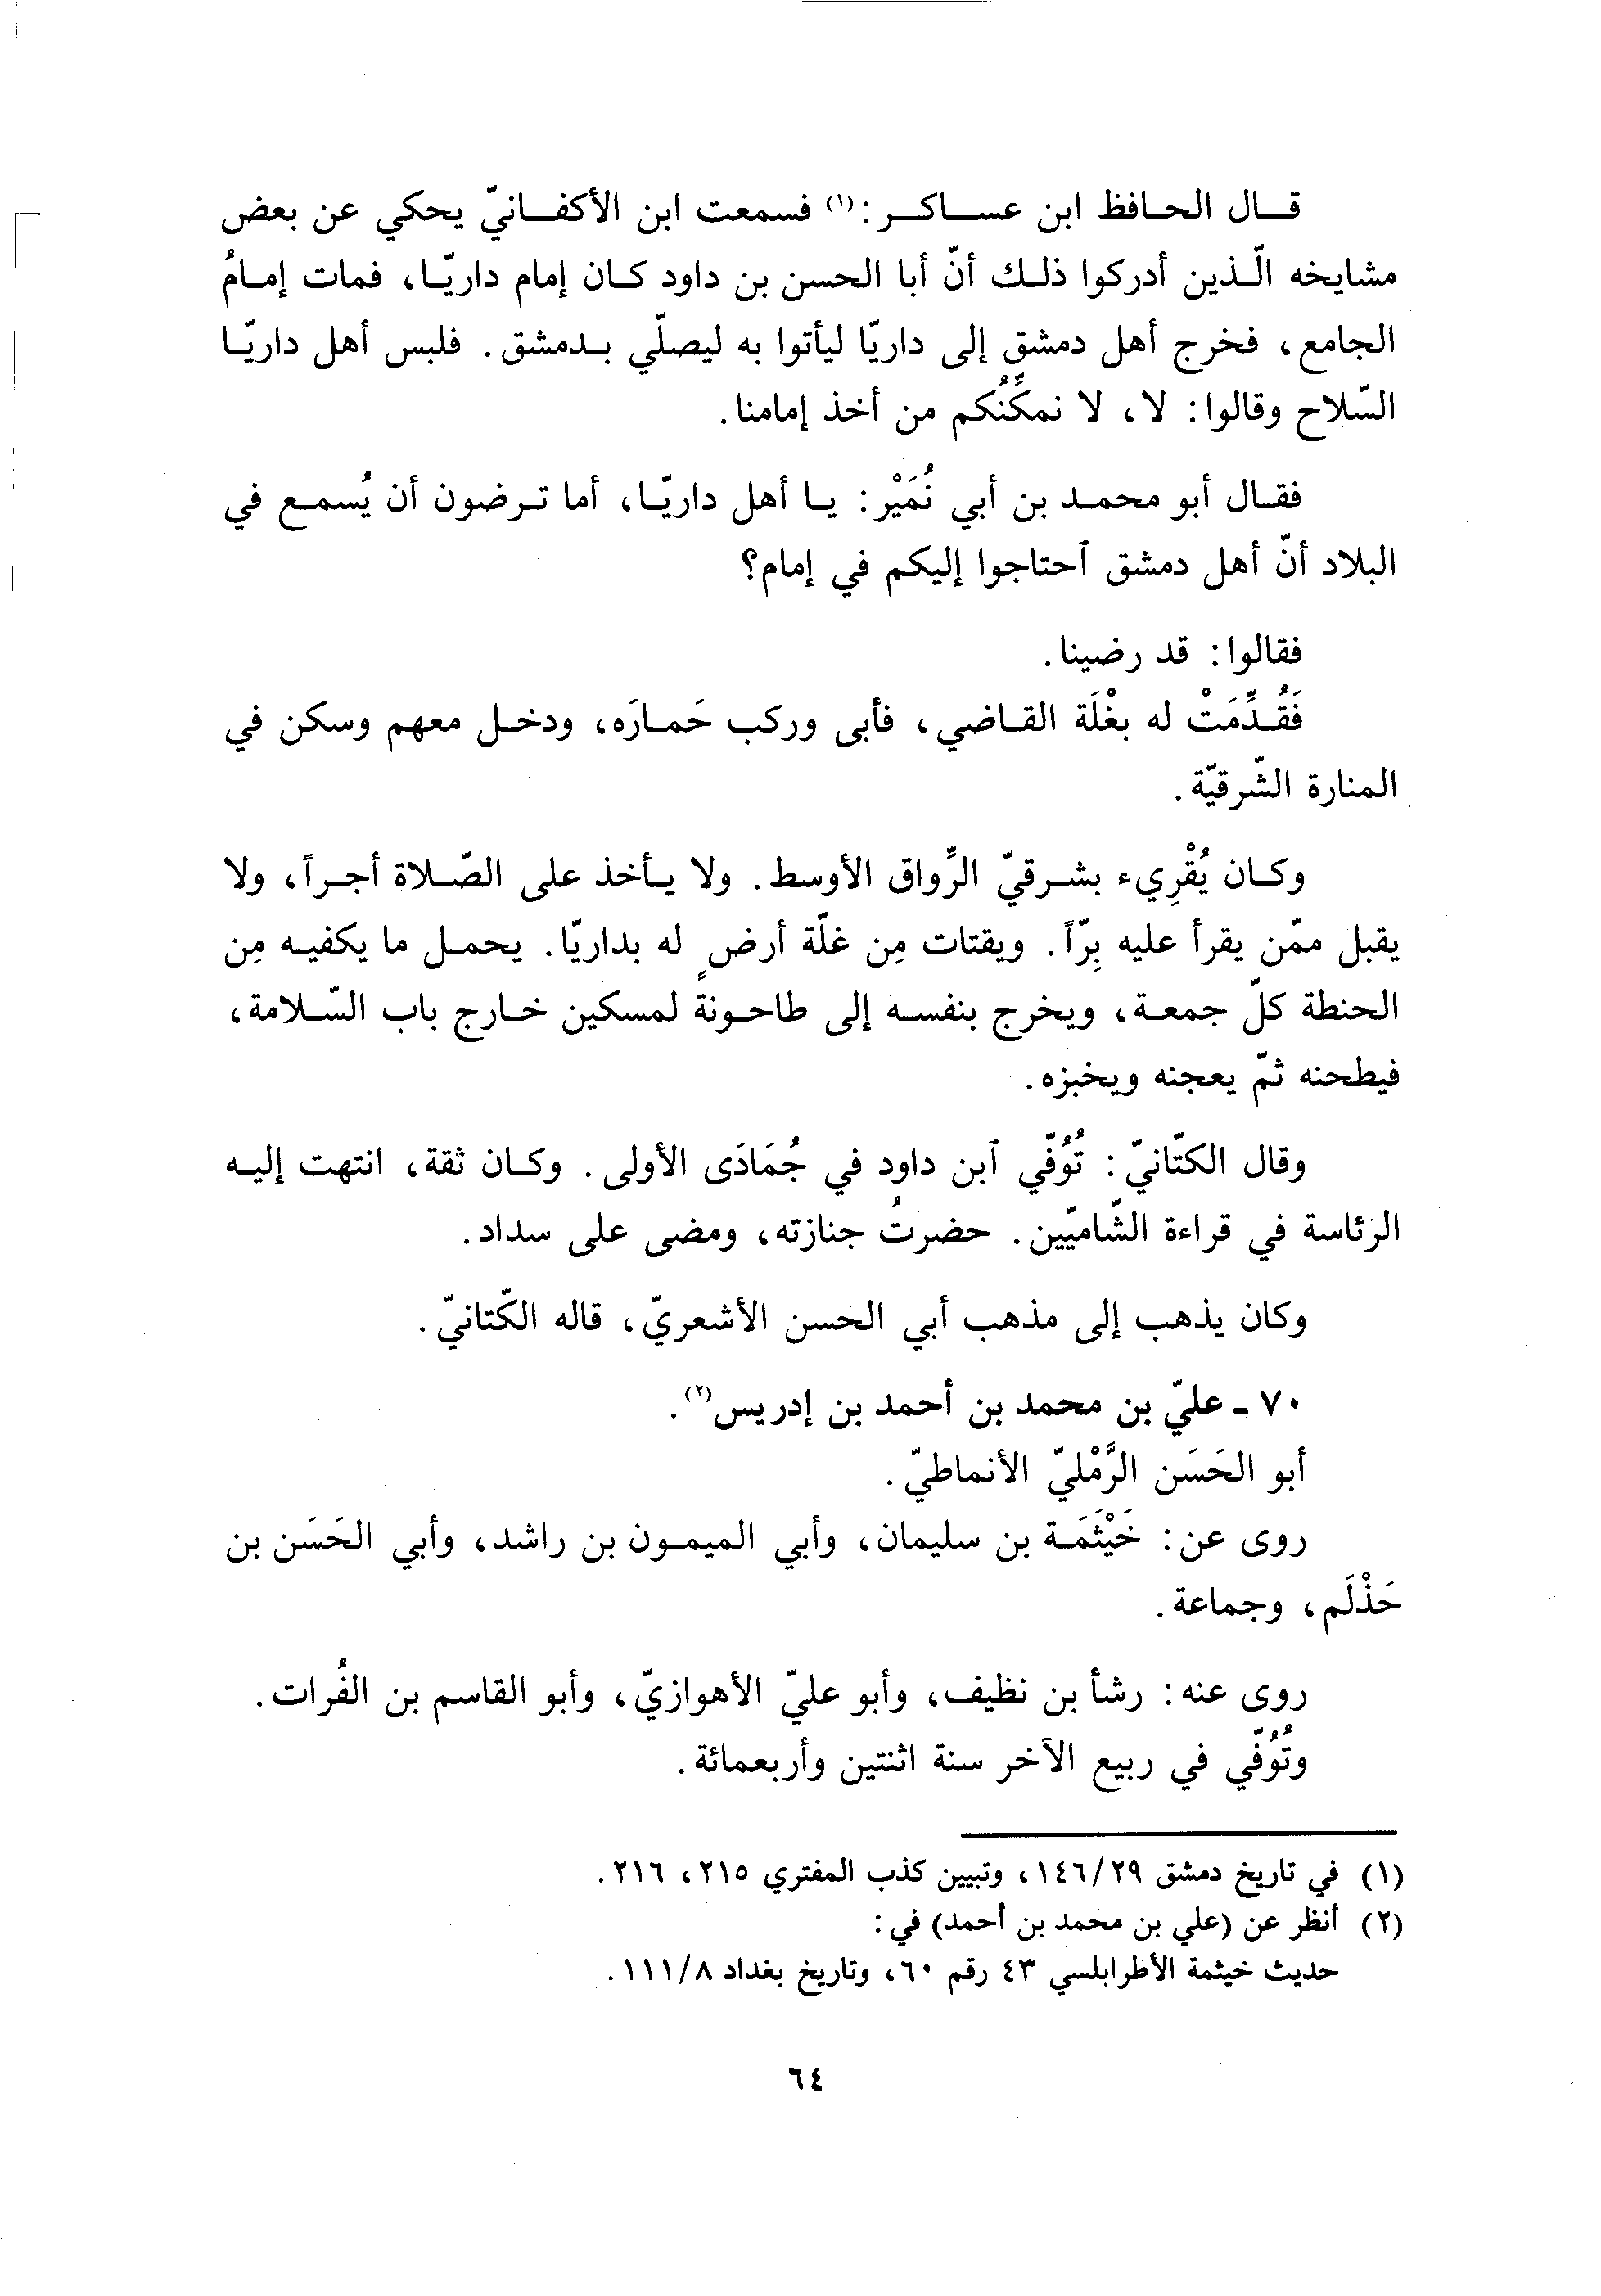 قال الحافظ ابن عساكر:(١) فسمعت ابن الأكفانيّ يحكي عن بعض
مشايخه الّذين أدركوا ذلك أنّ أبا الحسن بن داود كان إمام داريّا، فمات إمامُ
الجامع، فخرج أهل دمشق إلى داريّا ليأتوا به ليصلّي بدمشق. فلبس أهل داريّا
السّلاح وقالوا: لا، لا نمكِّنُكم من أخذ إمامنا.
فقال أبو محمد بن أبي نُمَيْر: يا أهل داريّا، أما ترضون أن يُسمع في
البلاد أنّ أهل دمشق ٱحتاجوا إليكم في إمام؟
فقالوا: قد رضينا.
فَقُدِّمَتْ له بغْلَة القاضي، فأبى وركب حَمارَه، ودخل معهم وسكن في
المنارة الشّرقيّة.
وكان يُقْرِيء بشرقيّ الرِّواق الأوسط. ولا يأخذ على الصّلاة أجراً، ولا
يقبل ممّن يقرأ عليه بِرّاً. ويقتات مِن غلّة أرضٍ له بداريّا. يحمل ما يكفيه مِن
الحنطة كلّ جمعة، ويخرج بنفسه إلى طاحونةٍ لمسكين خارج باب السّلامة،
فيطحنه ثمّ يعجنه ويخبزه.
وقال الكتّانيّ: تُوُفّي ٱبن داود في جُمَادَى الأولى. وكان ثقة، انتهت إليه
الرئاسة في قراءة الشّاميّين. حضرتُ جنازته، ومضى على سداد.
وكان يذهب إلى مذهب أبي الحسن الأشعريّ، قاله الكّتانيّ.
٧٠ ـ عليّ بن محمد بن أحمد بن إدريس(٢).
أبو الحَسَن الرَّمْليّ الأنماطيّ.
روى عن: خَيْثَمَة بن سليمان، وأبي الميمون بن راشد، وأبي الحَسَن بن
حَذْلَم، وجماعة.
روى عنه: رشأ بن نظيف، وأبو عليّ الأهوازيّ، وأبو القاسم بن الفُرات.
وتُوُفّي في ربيع الآخر سنة اثنتين وأربعمائة.
(١) في تاريخ دمشق ١٤٦/٢٩، وتبيين كذب المفتري ٢١٥، ٢١٦.
(٢) أنظر عن (علي بن محمد بن أحمد) في:
حديث خيثمة الأطرابلسي ٤٣ رقم ٦٠، وتاريخ بغداد ١١١/٨.
٦٤